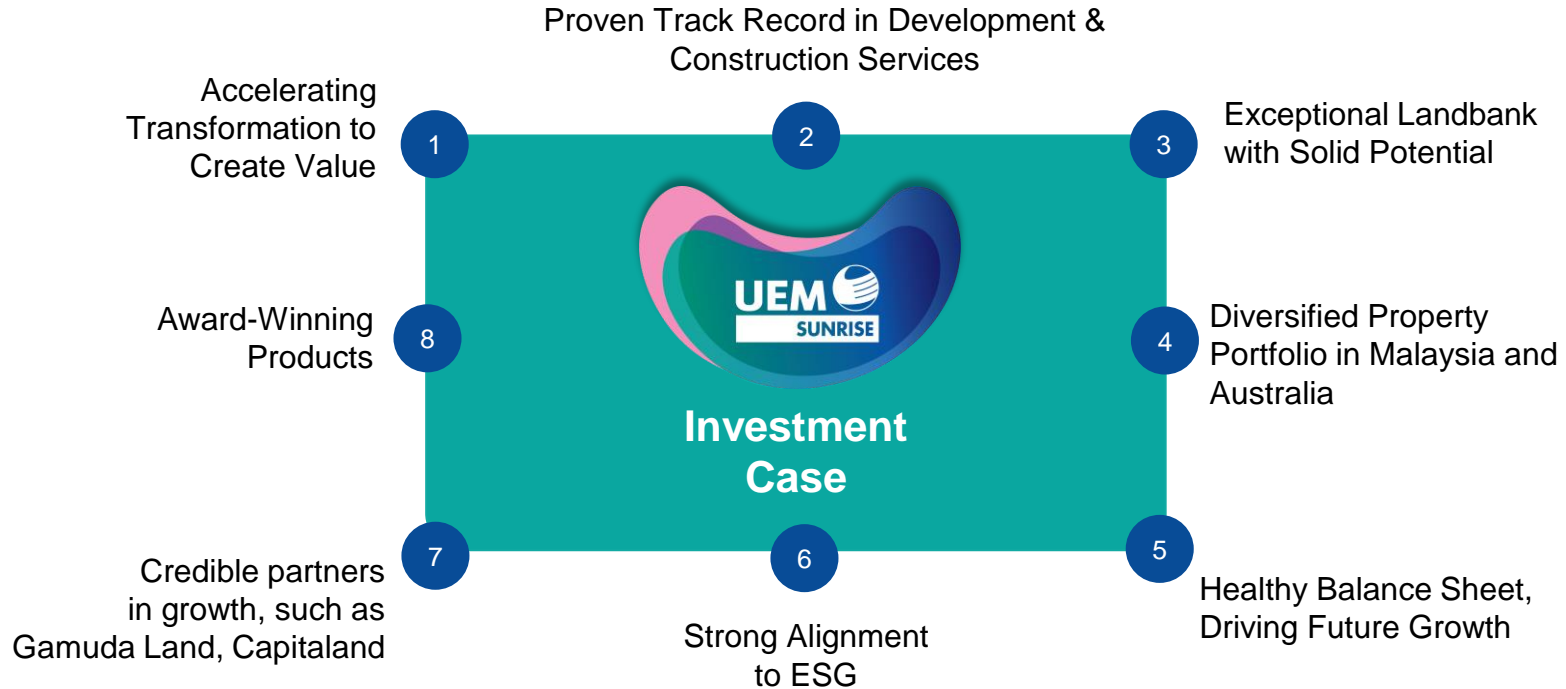 Proven Track Record in Development &
Construction Services
Accelerating
Transformation to
Create Value
1
2
3
Exceptional Landbank
with Solid Potential
UEM
SUNRISE
Award-Winning
Products
8
4
Diversified Property
Portfolio in Malaysia and
Australia
Investment
Case
7
6
5
Credible partners
in growth, such as
Gamuda Land, Capitaland
Strong Alignment
to ESG
Healthy Balance Sheet,
Driving Future Growth